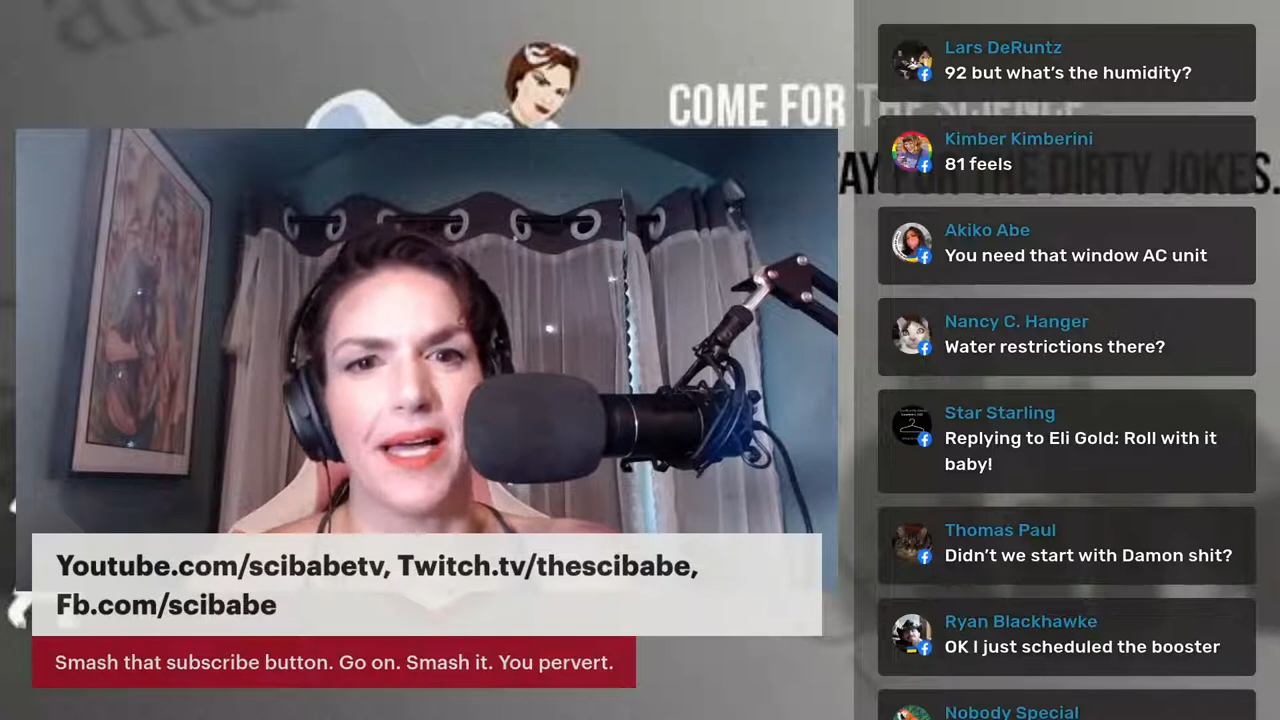 and
COME FOR THE SCIENCE
AY FOR THE DIRTY JOKES.
Youtube.com/scibabetv, Twitch.tv/thescibabe,
Fb.com/scibabe
Smash that subscribe button. Go on. Smash it. You pervert.
Lars DeRuntz
92 but what’s the humidity?
Kimber Kimberini
81 feels
Akiko Abe
You need that window AC unit
Nancy C. Hanger
Water restrictions there?
Star Starling
Replying to Eli Gold: Roll with it
baby!
Thomas Paul
Didn’t we start with Damon shit?
Ryan Blackhawke
OK I just scheduled the booster
Nobody Special